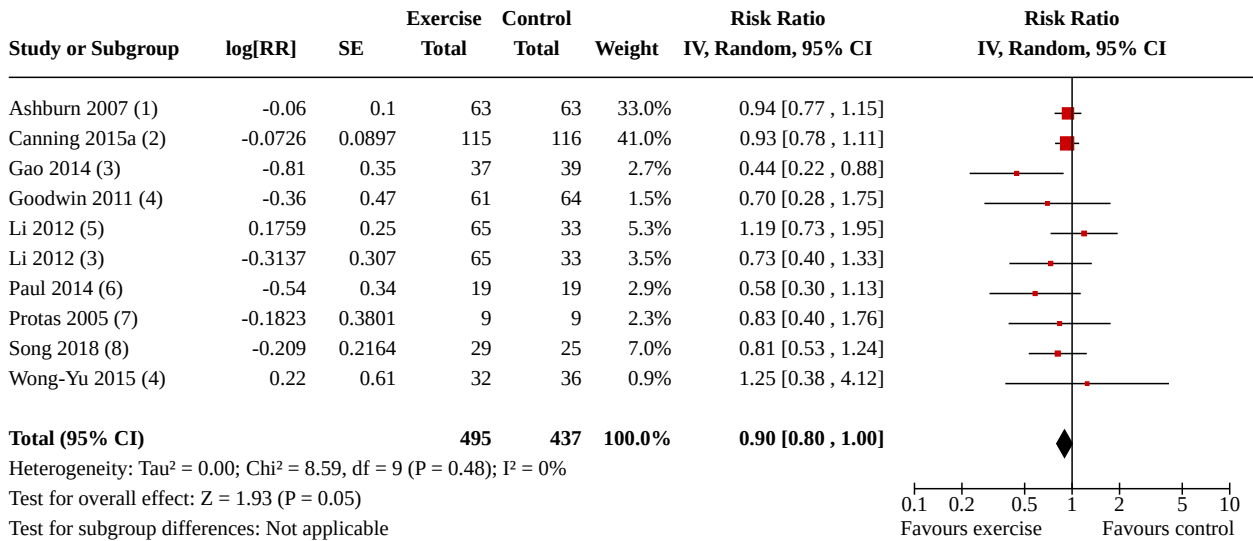 Exercise Control Risk Ratio Risk Ratio
Study or Subgroup log[RR] SE Total Total Weight IV, Random, 95% CI IV, Random, 95% CI
Ashburn 2007 (1) -0.06 0.1 63 63 33.0% 0.94 [0.77 , 1.15]
Canning 2015a (2) -0.0726 0.0897 115 116 41.0% 0.93 [0.78 , 1.11]
Gao 2014 (3) -0.81 0.35 37 39 2.7% 0.44 [0.22 , 0.88]
Goodwin 2011 (4) -0.36 0.47 61 64 1.5% 0.70 [0.28 , 1.75]
Li 2012 (5) 0.1759 0.25 65 33 5.3% 1.19 [0.73 , 1.95]
Li 2012 (3) -0.3137 0.307 65 33 3.5% 0.73 [0.40 , 1.33]
Paul 2014 (6) -0.54 0.34 19 19 2.9% 0.58 [0.30 , 1.13]
Protas 2005 (7) -0.1823 0.3801 9 9 2.3% 0.83 [0.40 , 1.76]
Song 2018 (8) -0.209 0.2164 29 25 7.0% 0.81 [0.53 , 1.24]
Wong-Yu 2015 (4) 0.22 0.61 32 36 0.9% 1.25 [0.38 , 4.12]
Total (95% CI) 495 437 100.0% 0.90 [0.80 , 1.00]
Heterogeneity: Tau² = 0.00; Chi² = 8.59, df = 9 (P = 0.48); I² = 0%
Test for overall effect: Z = 1.93 (P = 0.05)
Test for subgroup differences: Not applicable
0.1 0.2 0.5 1 2 5 10
Favours exercise Favours control